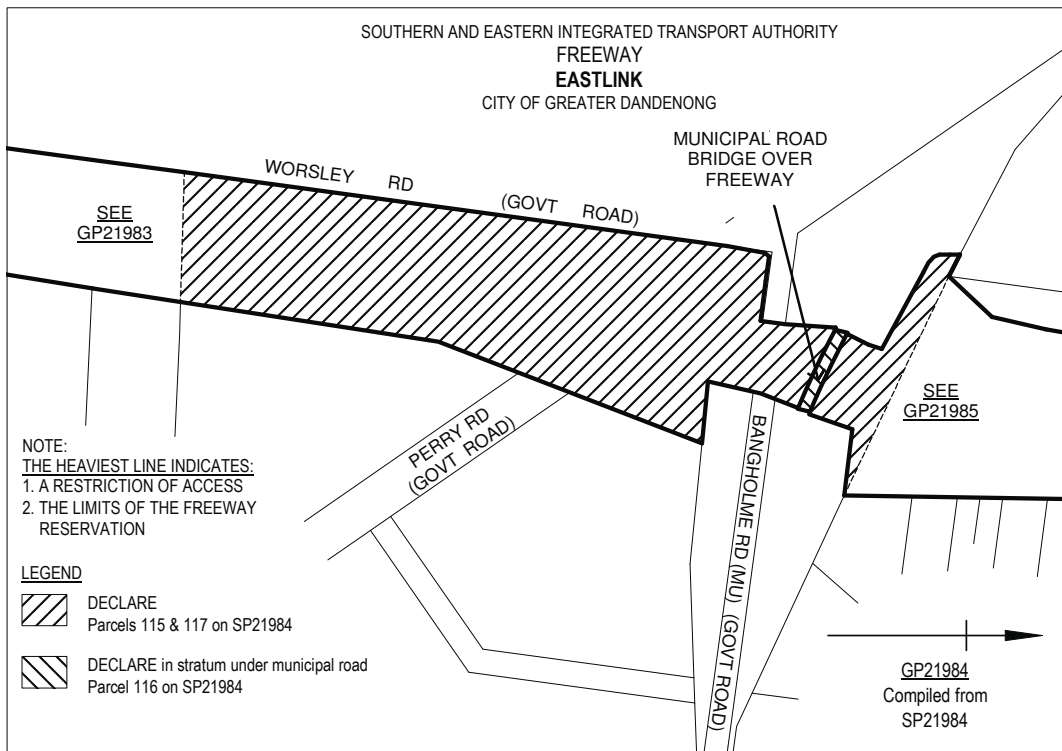 SOUTHERN AND EASTERN INTEGRATED TRANSPORT AUTHORITY
FREEWAY
EASTLINK
CITY OF GREATER DANDENONG
MUNICIPAL ROAD
BRIDGE OVER
FREEWAY
WORSLEY RD (GOVT ROAD)
SEE
GP21983
SEE
GP21985
PERRY RD
(GOVT ROAD)
BANGHOLME RD (MU) (GOVT ROAD)
NOTE:
THE HEAVIEST LINE INDICATES:
1. A RESTRICTION OF ACCESS
2. THE LIMITS OF THE FREEWAY
RESERVATION
LEGEND
DECLARE
Parcels 115 & 117 on SP21984
DECLARE in stratum under municipal road
Parcel 116 on SP21984
GP21984
Compiled from
SP21984